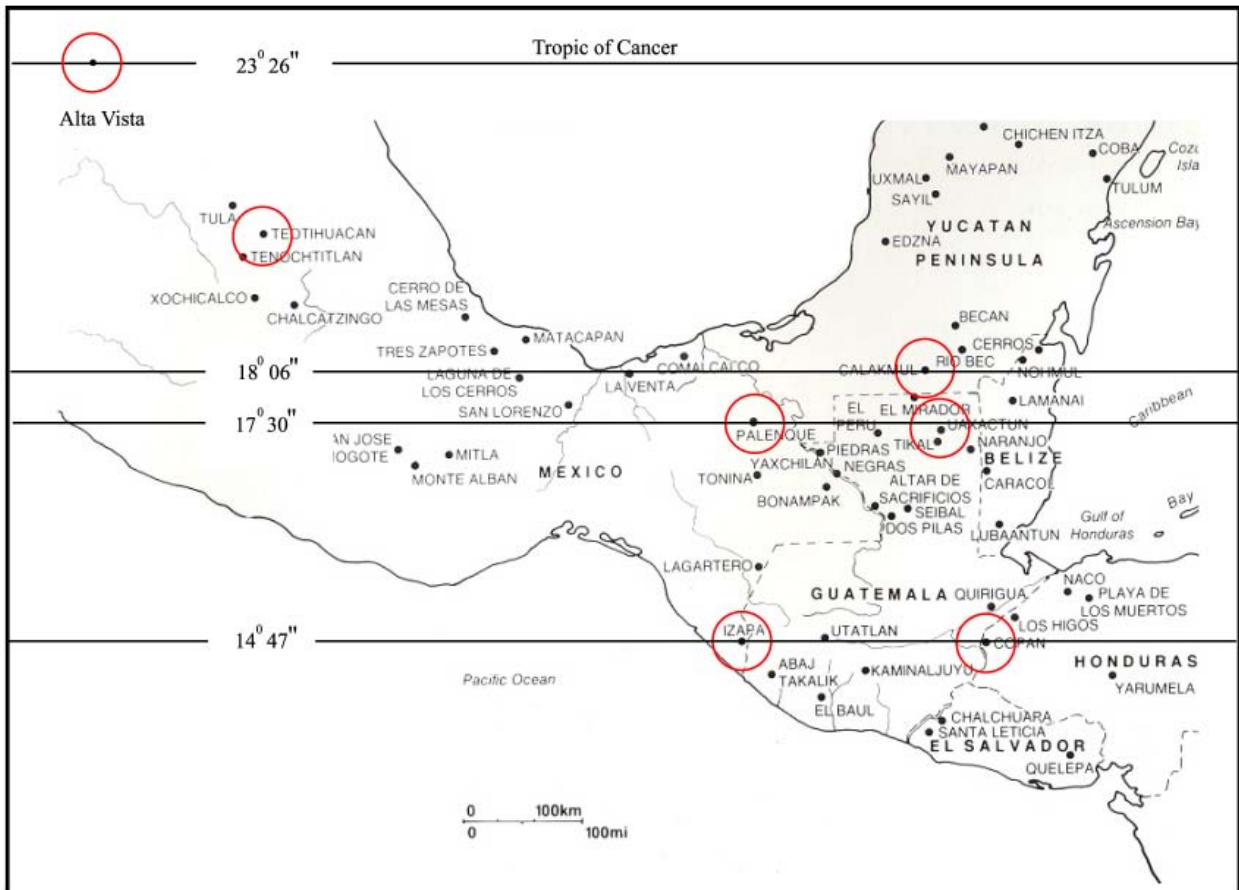 Tropic of Cancer
23° 26"
Alta Vista
CHICHEN ITZA
COBA
Cozu
Isla
MAYAPAN
UXMAL
SAYIL
TULUM
TULA
TEOTIHUACAN
YUCATAN
PENINSULA
Ascension Bay
EDZNA
TENOCHTITLAN
XOCHICALCO
CHALCATZINGO
CERRO DE
LAS MESAS
MATACAPAN
BECAN
TRES ZAPOTES
CERROS
COMALCALCO
RIO BEC
CALAKMUL
NOHMUL
18° 06"
LAGUNA DE
LOS CERROS
LA VENTA
SAN LORENZO
EL MIRADOR
LAMANAI
Caribbean
17° 30"
PALENQUE
EL
PERU
UAXACTUN
TIKAL
NARANJO
AN JOSE
MOGOTE
MITLA
MONTE ALBAN
MEXICO
PIEDRAS
NEGRAS
YAXCHILAN
TONINA
BONAMPAK
BELIZE
CARACOL
ALTAR DE
SACRIFICIOS
SEIBAL
DOS PILAS
Bay
Gulf of
Honduras
LUBAANTUN
LAGARTERO
GUATEMALA
QUIRIGUA
NACO
PLAYA DE
LOS MUERTOS
LOS HIGOS
14° 47"
IZAPA
UTATLAN
COPAN
HONDURAS
ABAJ
TAKALIK
KAMINALJUYU
YARUMELA
Pacific Ocean
EL BAUL
CHALCHUARA
SANTA LETICIA
EL SALVADOR
QUELEPA
0 100km
0 100mi